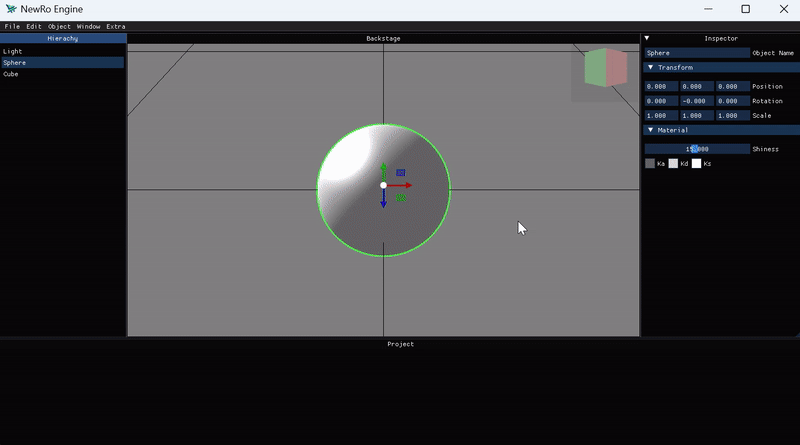 NewRo Engine
File Edit Object Window Extra
Hierachy
Backstage
Inspector
Light
Sphere
Cube
Sphere Object Name
Transform
0.000 0.000 0.000 Position
0.000 -0.000 0.000 Rotation
1.000 1.000 1.000 Scale
Material
Shiness
Ka Kd Ks
Project